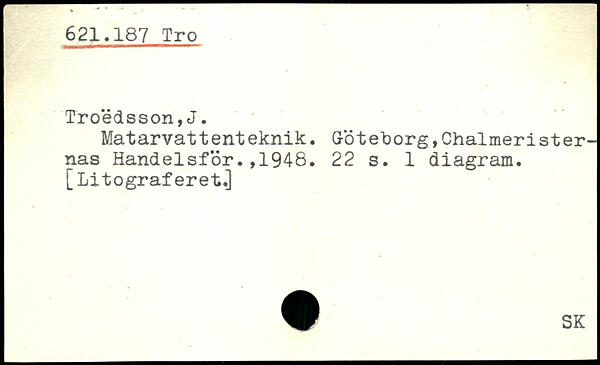 621.187 Tro
Troëdsson,J.
Matarvattenteknik. Göteborg,Chalmerister-
nas Handelsför.,1948. 22 s. 1 diagram.
[Litograferet.]
SK